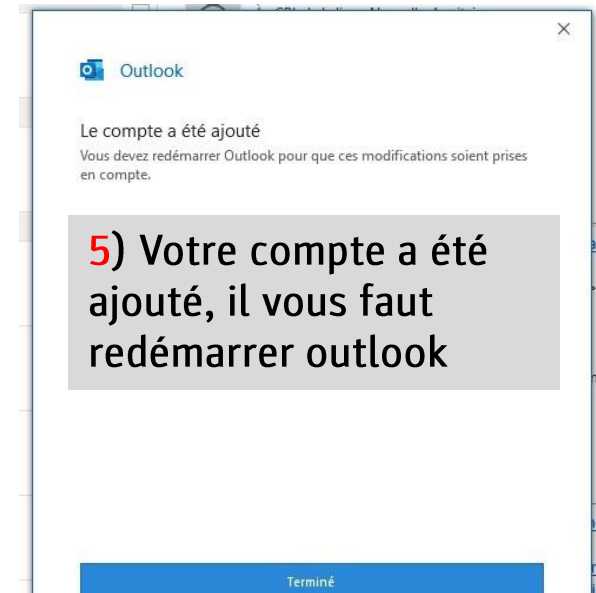 Outlook
Le compte a été ajouté
Vous devez redémarrer Outlook pour que ces modifications soient prises
en compte.
5) Votre compte a été
ajouté, il vous faut
redémarrer outlook
Terminé